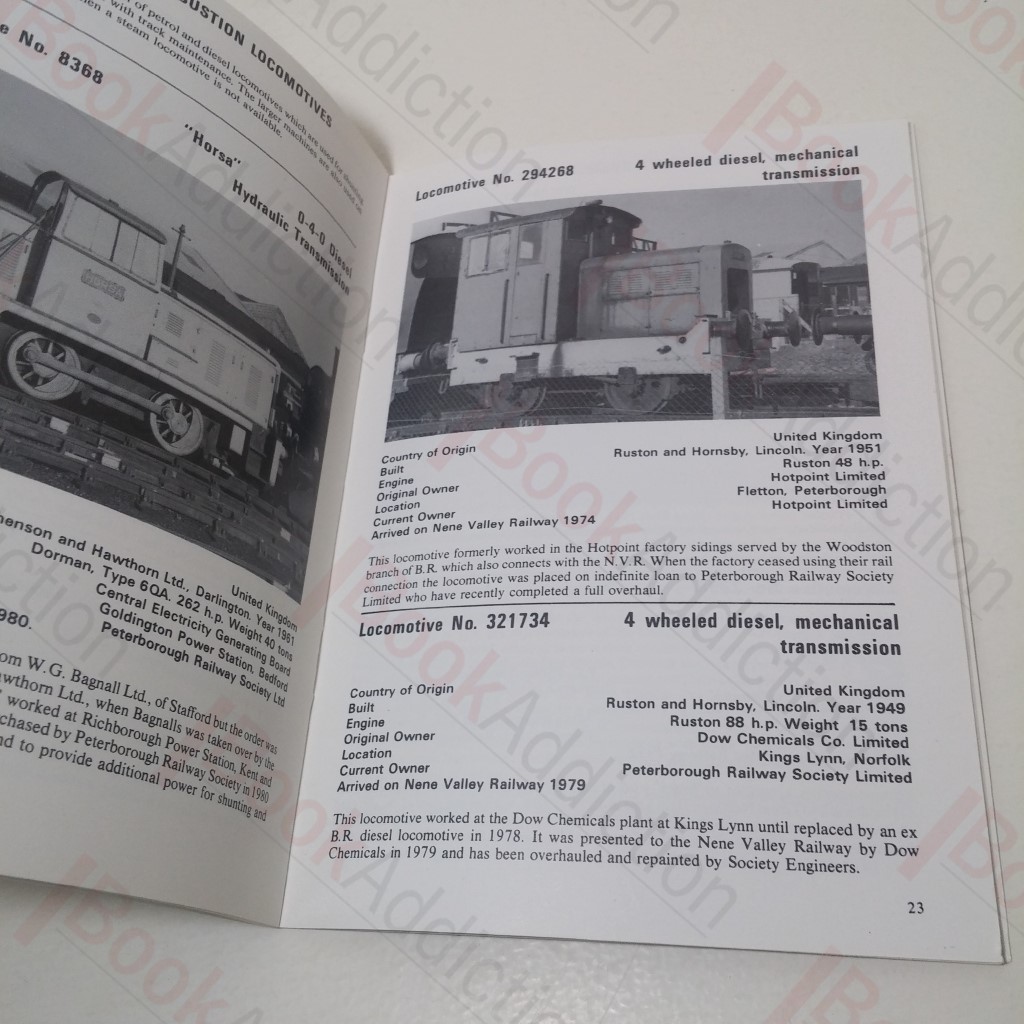 BUSTION LOCOMOTIVES
of petrol and diesel locomotives which are used for shunting
with track maintenance. The larger machines are also used
hen a steam locomotive is not available.
e No. 8368
"Horsa"
0-4-0 Diesel
Hydraulic Transmission
United Kingdom
henson and Hawthorn Ltd., Darlington. Year 1961
Dorman, Type 6QA. 262 h.p. Weight 40 tons
Central Electricity Generating Board
Goldington Power Station, Bedford
Peterborough Railway Society Ltd
980.
om W.G. Bagnall Ltd., of Stafford but the order was
awthorn Ltd., when Bagnalls was taken over by the
worked at Richborough Power Station, Kent and
chased by Peterborough Railway Society in 1980
nd to provide additional power for shunting and
Locomotive No. 294268 4 wheeled diesel, mechanical
transmission
Country of Origin United Kingdom
Built Ruston and Hornsby, Lincoln. Year 1951
Engine Ruston 48 h.p.
Original Owner Hotpoint Limited
Location Fletton, Peterborough
Current Owner Hotpoint Limited
Arrived on Nene Valley Railway 1974
This locomotive formerly worked in the Hotpoint factory sidings served by the Woodston
branch of B.R. which also connects with the N.V.R. When the factory ceased using their rail
connection the locomotive was placed on indefinite loan to Peterborough Railway Society
Limited who have recently completed a full overhaul.
Locomotive No. 321734 4 wheeled diesel, mechanical
transmission
Country of Origin United Kingdom
Built Ruston and Hornsby, Lincoln. Year 1949
Engine Ruston 88 h.p. Weight 15 tons
Original Owner Dow Chemicals Co. Limited
Location Kings Lynn, Norfolk
Current Owner Peterborough Railway Society Limited
Arrived on Nene Valley Railway 1979
This locomotive worked at the Dow Chemicals plant at Kings Lynn until replaced by an ex
B.R. diesel locomotive in 1978. It was presented to the Nene Valley Railway by Dow
Chemicals in 1979 and has been overhauled and repainted by Society Engineers.
23
BookAddiction